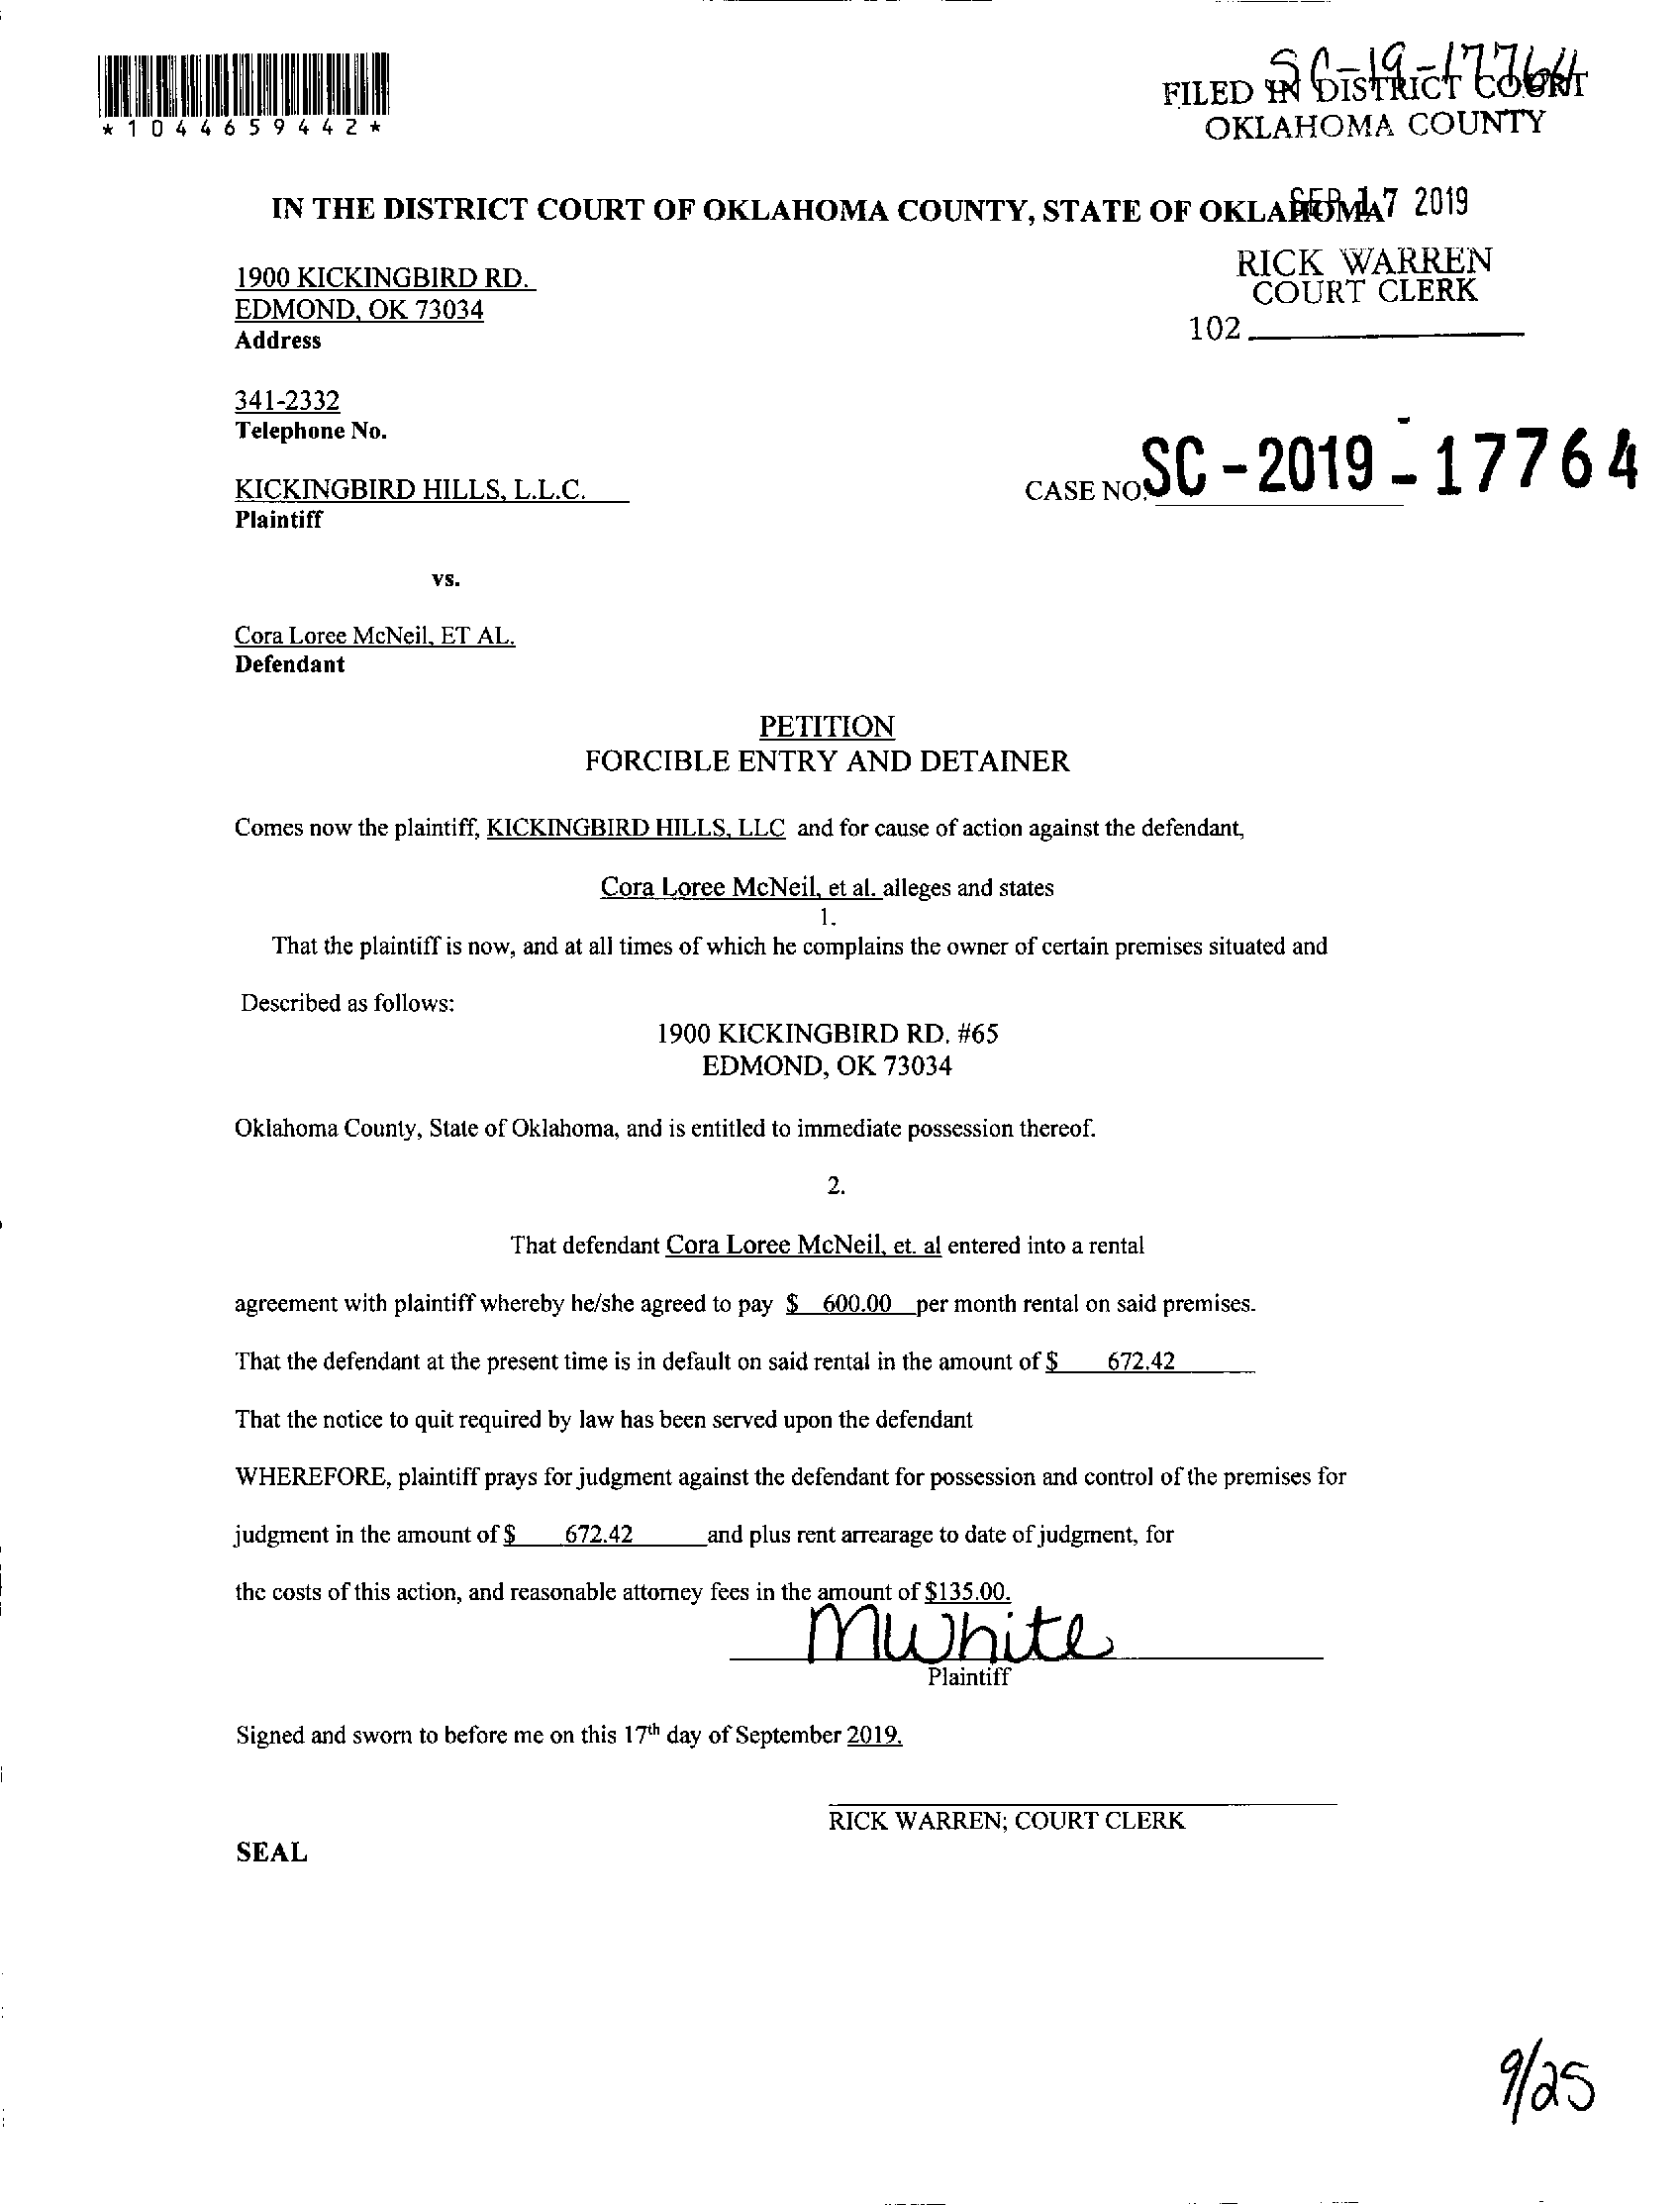 SC-19-17764
FILED IN DISTRICT COURT
OKLAHOMA COUNTY
*1044659442*
SEP 17 2019
IN THE DISTRICT COURT OF OKLAHOMA COUNTY, STATE OF OKLAHOMA
RICK WARREN
COURT CLERK
102
1900 KICKINGBIRD RD.
EDMOND, OK 73034
Address
341-2332
Telephone No.
KICKINGBIRD HILLS, L.L.C.
CASE NO. SC-2019-17764
Plaintiff
vs.
Cora Loree McNeil, ET AL.
Defendant
PETITION
FORCIBLE ENTRY AND DETAINER
Comes now the plaintiff, KICKINGBIRD HILLS, LLC and for cause of action against the defendant,
Cora Loree McNeil, et al. alleges and states
1.
That the plaintiff is now, and at all times of which he complains the owner of certain premises situated and
Described as follows:
1900 KICKINGBIRD RD. #65
EDMOND, OK 73034
Oklahoma County, State of Oklahoma, and is entitled to immediate possession thereof.
2.
That defendant Cora Loree McNeil, et. al entered into a rental
agreement with plaintiff whereby he/she agreed to pay $ 600.00 per month rental on said premises.
That the defendant at the present time is in default on said rental in the amount of $ 672.42
That the notice to quit required by law has been served upon the defendant
WHEREFORE, plaintiff prays for judgment against the defendant for possession and control of the premises for
judgment in the amount of $ 672.42 and plus rent arrearage to date of judgment, for
the costs of this action, and reasonable attorney fees in the amount of $135.00.
MWhite
Plaintiff
Signed and sworn to before me on this 17th day of September 2019.
RICK WARREN; COURT CLERK
SEAL
9/25